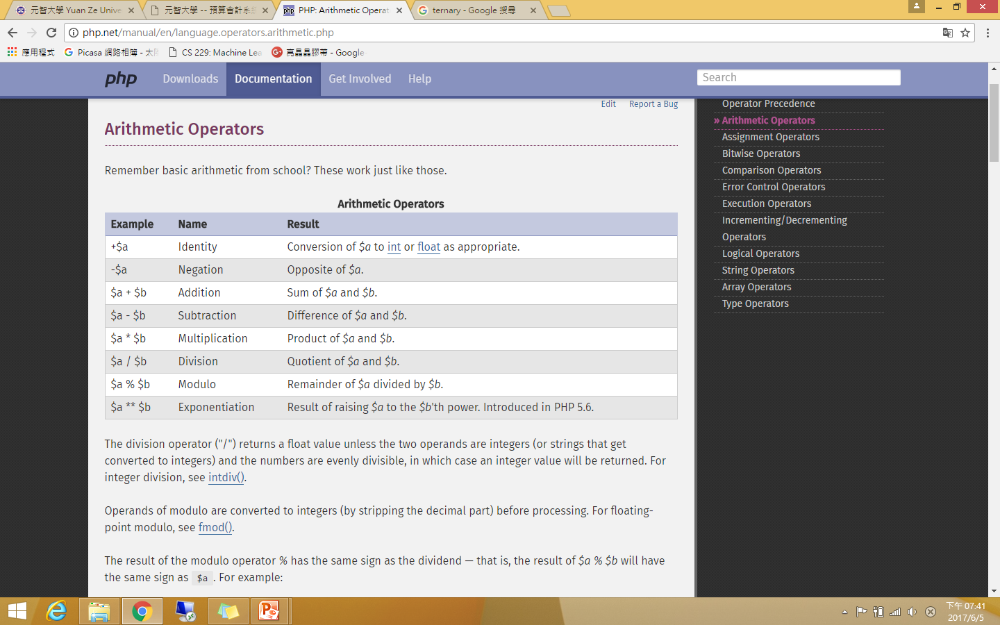 元智大學 Yuan Ze Unive
元智大學 -- 預算會計系
PHP: Arithmetic Operat
ternary - Google 搜尋
php.net/manual/en/language.operators.arithmetic.php
應用程式
Picasa 網路相簿 - 太
CS 229: Machine Lea
亮晶晶膠帶 - Google
php
Downloads
Documentation
Get Involved
Help
Search
Edit
Report a Bug
Arithmetic Operators
Remember basic arithmetic from school? These work just like those.
Arithmetic Operators
Example Name Result
+$a Identity Conversion of $a to int or float as appropriate.
-$a Negation Opposite of $a.
$a + $b Addition Sum of $a and $b.
$a - $b Subtraction Difference of $a and $b.
$a * $b Multiplication Product of $a and $b.
$a / $b Division Quotient of $a and $b.
$a % $b Modulo Remainder of $a divided by $b.
$a ** $b Exponentiation Result of raising $a to the $b'th power. Introduced in PHP 5.6.
The division operator ("/") returns a float value unless the two operands are integers (or strings that get
converted to integers) and the numbers are evenly divisible, in which case an integer value will be returned. For
integer division, see intdiv().
Operands of modulo are converted to integers (by stripping the decimal part) before processing. For floating-
point modulo, see fmod().
The result of the modulo operator % has the same sign as the dividend — that is, the result of $a % $b will have
the same sign as $a . For example:
Operator Precedence
» Arithmetic Operators
Assignment Operators
Bitwise Operators
Comparison Operators
Error Control Operators
Execution Operators
Incrementing/Decrementing
Operators
Logical Operators
String Operators
Array Operators
Type Operators
下午 07:41
2017/6/5